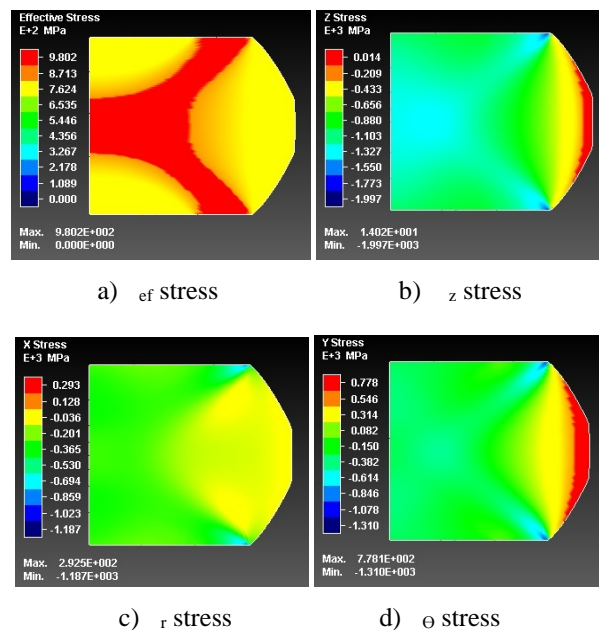 Effective Stress
E+2 MPa
9.802
8.713
7.624
6.535
5.446
4.356
3.267
2.178
1.089
0.000
Max. 9.802E+002
Min. 0.000E+000
a) ef stress
Z Stress
E+3 MPa
0.014
-0.209
-0.433
-0.656
-0.880
-1.103
-1.327
-1.550
-1.773
-1.997
Max. 1.402E+001
Min. -1.997E+003
b) z stress
X Stress
E+3 MPa
0.293
0.128
-0.036
-0.201
-0.365
-0.530
-0.694
-0.859
-1.023
-1.187
Max. 2.925E+002
Min. -1.187E+003
c) r stress
Y Stress
E+3 MPa
0.778
0.546
0.314
0.082
-0.150
-0.382
-0.614
-0.846
-1.078
-1.310
Max. 7.781E+002
Min. -1.310E+003
d) ϴ stress